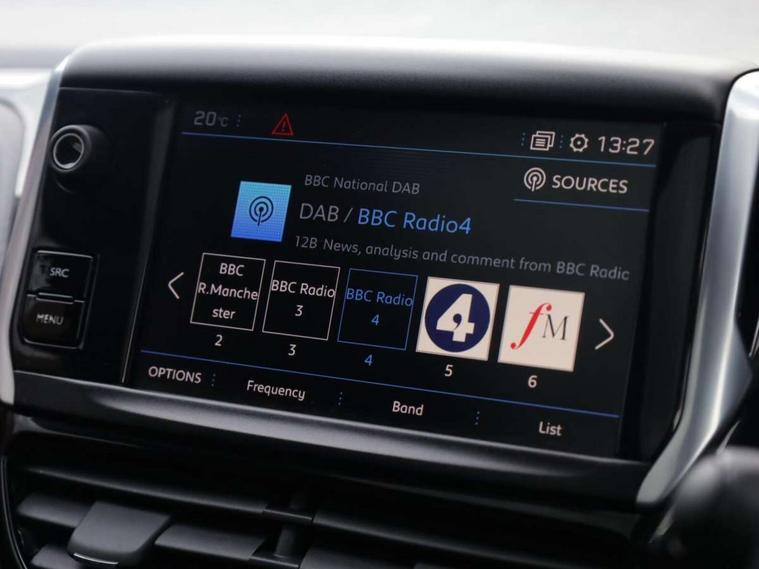 20°C
13:27
SOURCES
BBC National DAB
DAB / BBC Radio4
12B News, analysis and comment from BBC Radio
SRC
MENU
BBC
R.Manche
ster
2
BBC Radio
3
3
BBC Radio
4
4
4
5
fM
6
OPTIONS
Frequency
Band
List